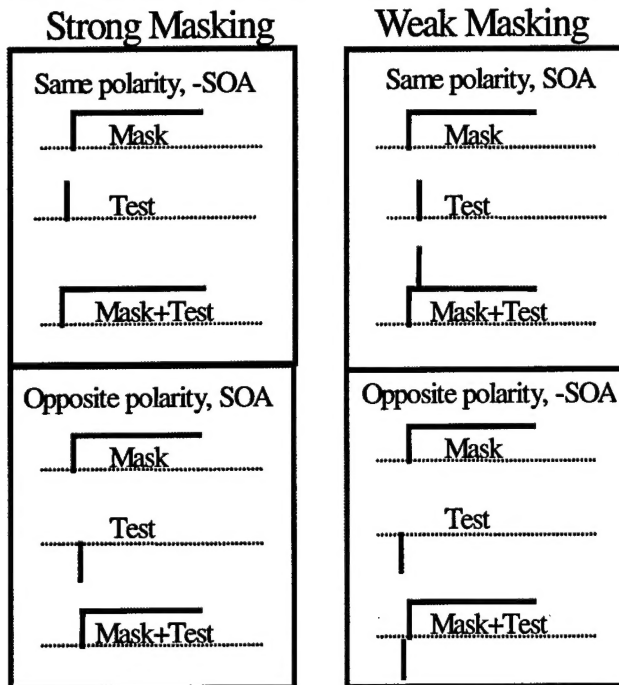 Strong Masking
Same polarity, -SOA
Mask
Test
Mask+Test
Opposite polarity, SOA
Mask
Test
Mask+Test
Weak Masking
Same polarity, SOA
Mask
Test
Mask+Test
Opposite polarity, -SOA
Mask
Test
Mask+Test